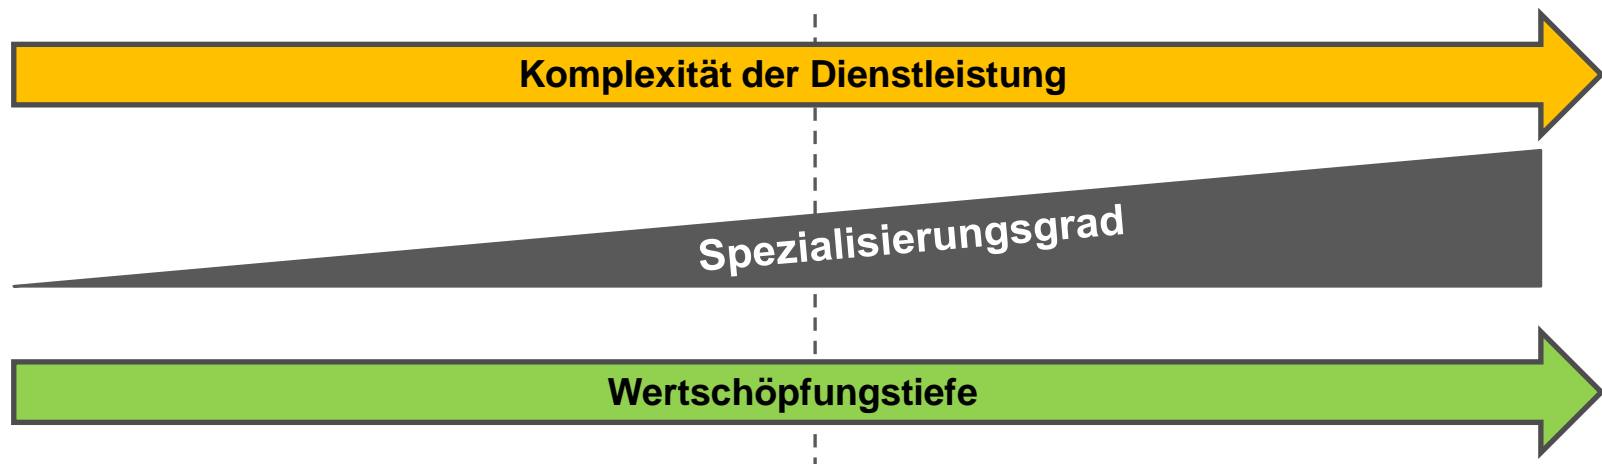 Komplexität der Dienstleistung
Spezialisierungsgrad
Wertschöpfungstiefe